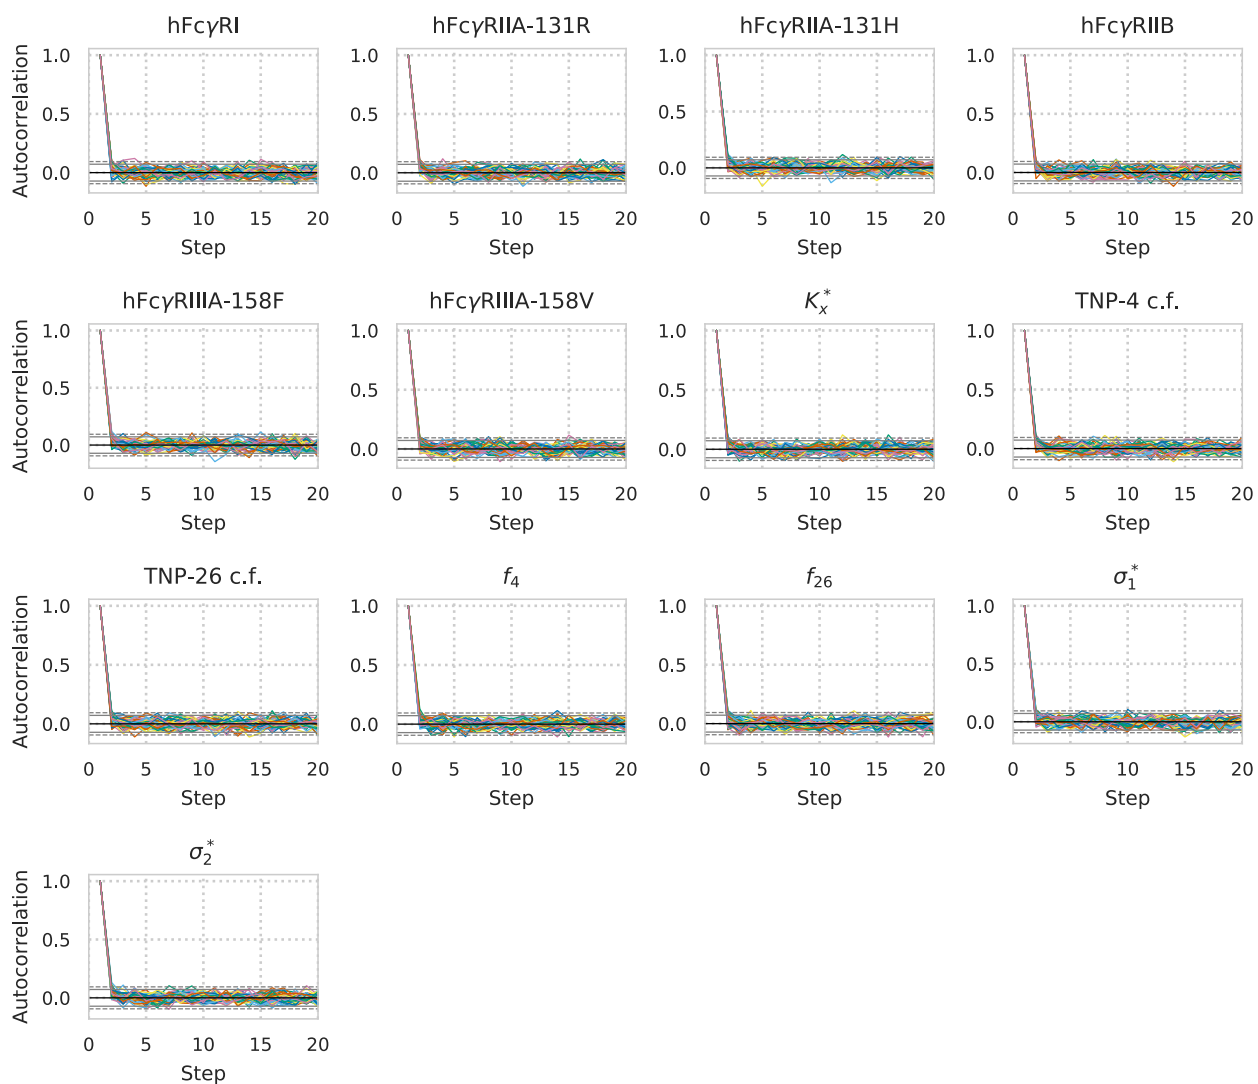 hFcγRI hFcγRIIA-131R hFcγRIIA-131H hFcγRIIB
Autocorrelation
1.0 1.0 1.0 1.0
0.5 0.5 0.5 0.5
0.0 0.0 0.0 0.0
0 5 10 15 20 0 5 10 15 20 0 5 10 15 20 0 5 10 15 20
Step Step Step Step
hFcγRIIIA-158F hFcγRIIIA-158V K_x^* TNP-4 c.f.
Autocorrelation
1.0 1.0 1.0 1.0
0.5 0.5 0.5 0.5
0.0 0.0 0.0 0.0
0 5 10 15 20 0 5 10 15 20 0 5 10 15 20 0 5 10 15 20
Step Step Step Step
TNP-26 c.f. f_4 f_{26} σ_1^*
Autocorrelation
1.0 1.0 1.0 1.0
0.5 0.5 0.5 0.5
0.0 0.0 0.0 0.0
0 5 10 15 20 0 5 10 15 20 0 5 10 15 20 0 5 10 15 20
Step Step Step Step
σ_2^*
Autocorrelation
1.0
0.5
0.0
0 5 10 15 20
Step